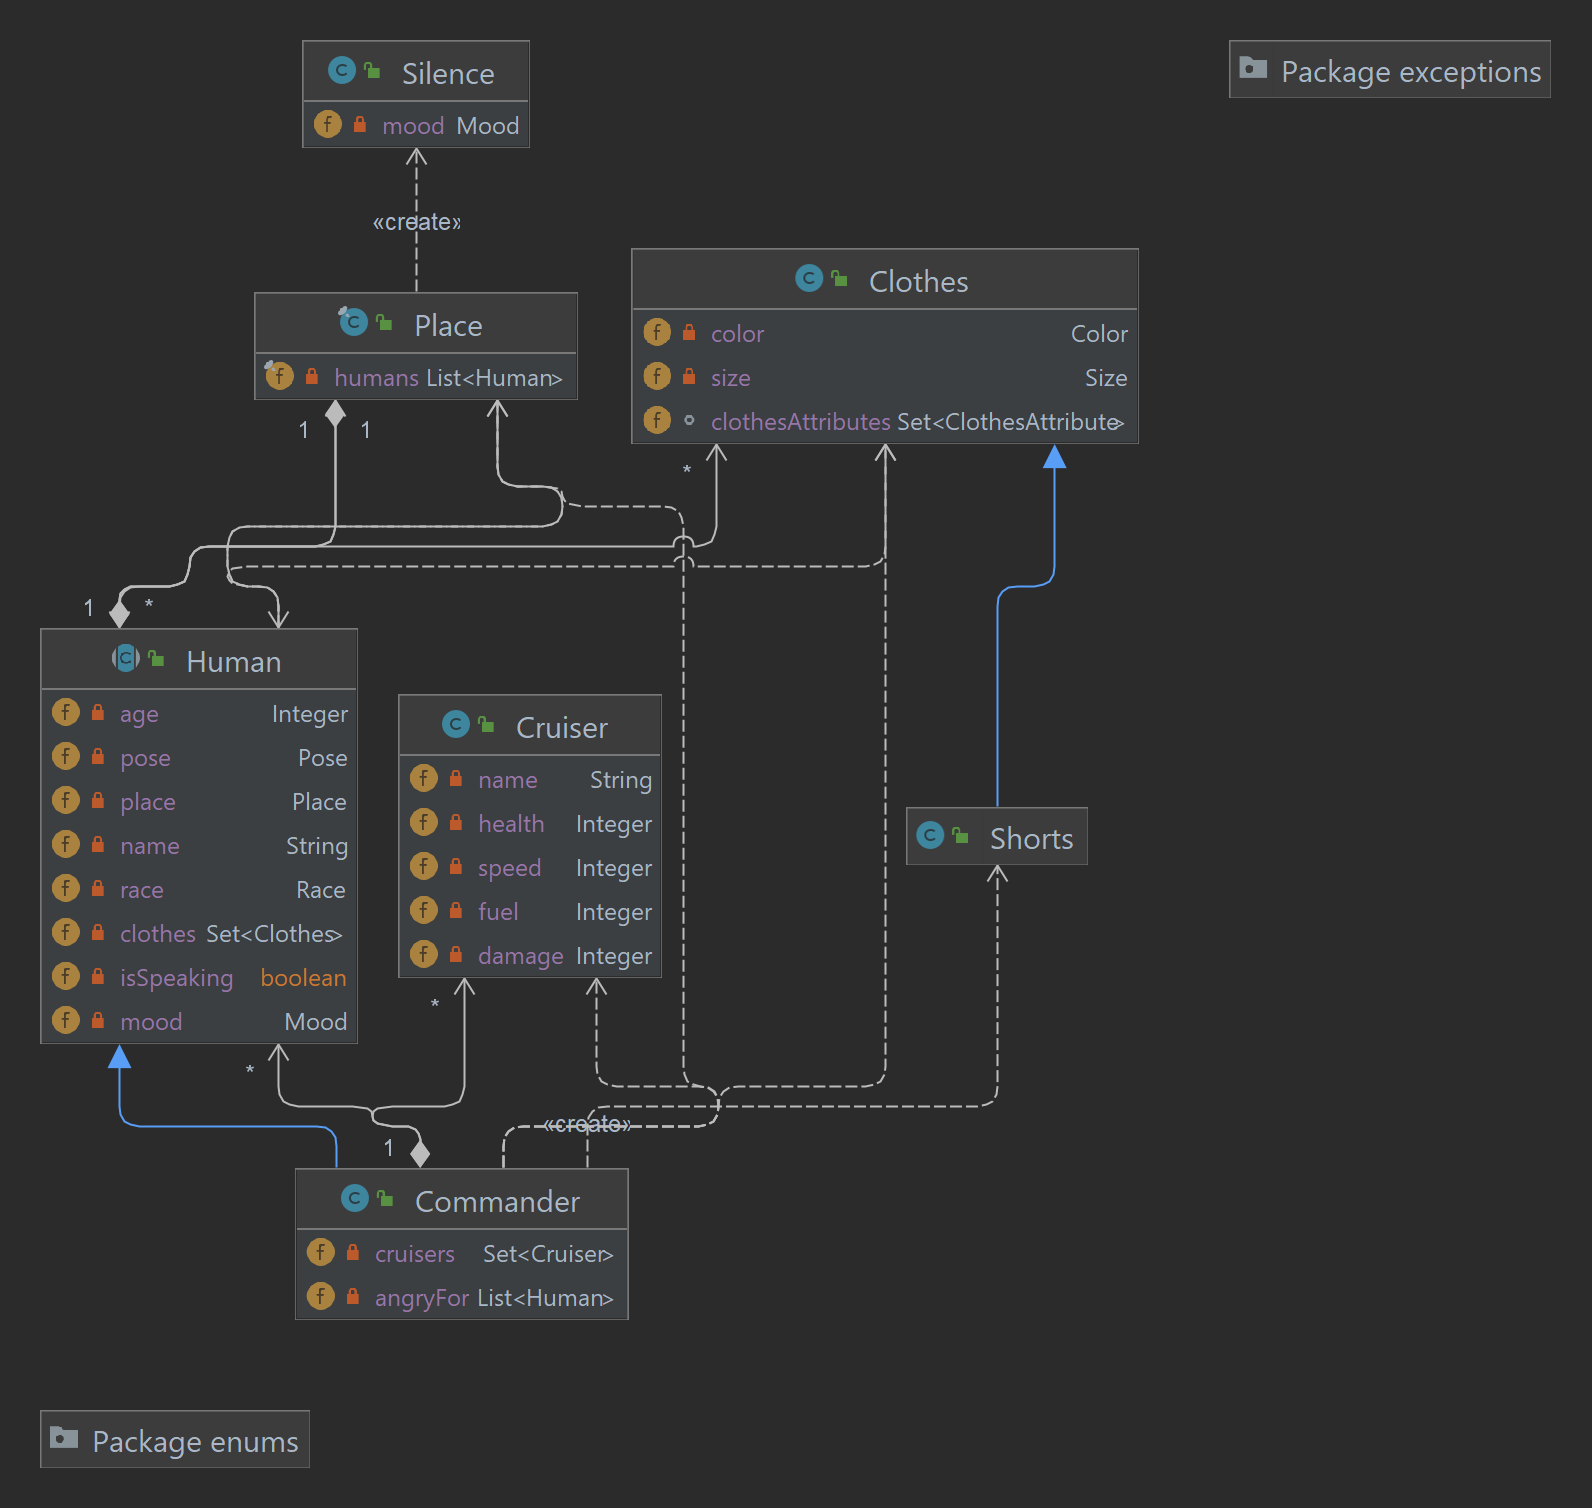 Silence
mood Mood
Package exceptions
«create»
Place
humans List<Human>
1 1
Clothes
color Color
size Size
clothesAttributes Set<ClothesAttribute>
*
1 *
Human
age Integer
pose Pose
place Place
name String
race Race
clothes Set<Clothes>
isSpeaking boolean
mood Mood
Cruiser
name String
health Integer
speed Integer
fuel Integer
damage Integer
Shorts
*
*
«create»
1
Commander
cruisers Set<Cruiser>
angryFor List<Human>
Package enums